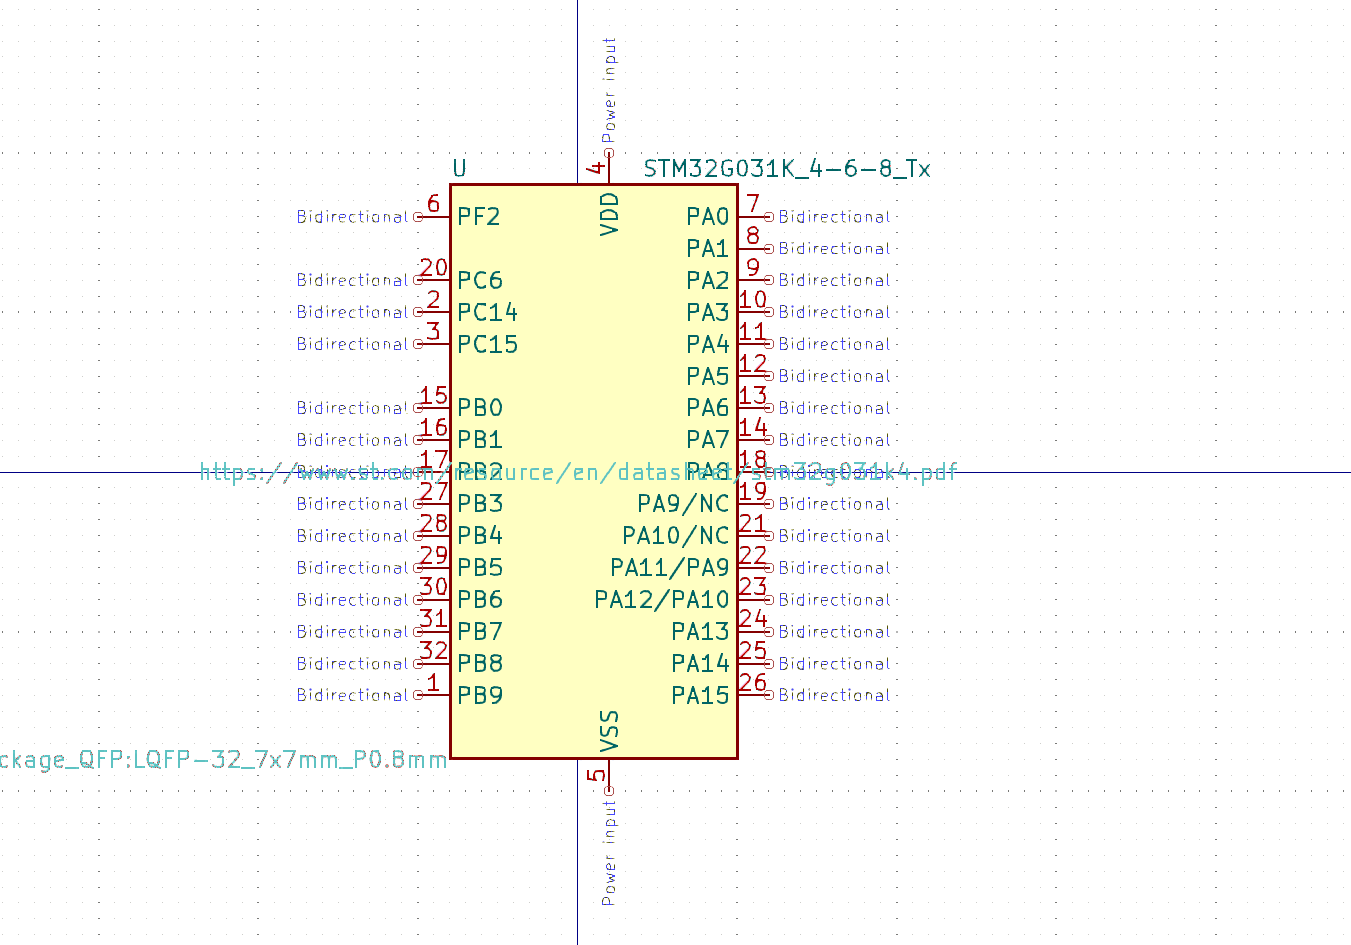 Power input
4
U STM32G031K_4-6-8_Tx
VDD
Bidirectional 6 PF2 PA0 7 Bidirectional
PA1 8 Bidirectional
Bidirectional 20 PC6 PA2 9 Bidirectional
Bidirectional 2 PC14 PA3 10 Bidirectional
Bidirectional 3 PC15 PA4 11 Bidirectional
PA5 12 Bidirectional
Bidirectional 15 PB0 PA6 13 Bidirectional
Bidirectional 16 PB1 PA7 14 Bidirectional
Bidirectional 17 PB2 PA8 18 Bidirectional
https://www.st.com/resource/en/datasheet/stm32g031k4.pdf
Bidirectional 27 PB3 PA9/NC 19 Bidirectional
Bidirectional 28 PB4 PA10/NC 21 Bidirectional
Bidirectional 29 PB5 PA11/PA9 22 Bidirectional
Bidirectional 30 PB6 PA12/PA10 23 Bidirectional
Bidirectional 31 PB7 PA13 24 Bidirectional
Bidirectional 32 PB8 PA14 25 Bidirectional
Bidirectional 1 PB9 PA15 26 Bidirectional
VSS
ckage_QFP:LQFP-32_7x7mm_P0.8mm
5
Power input